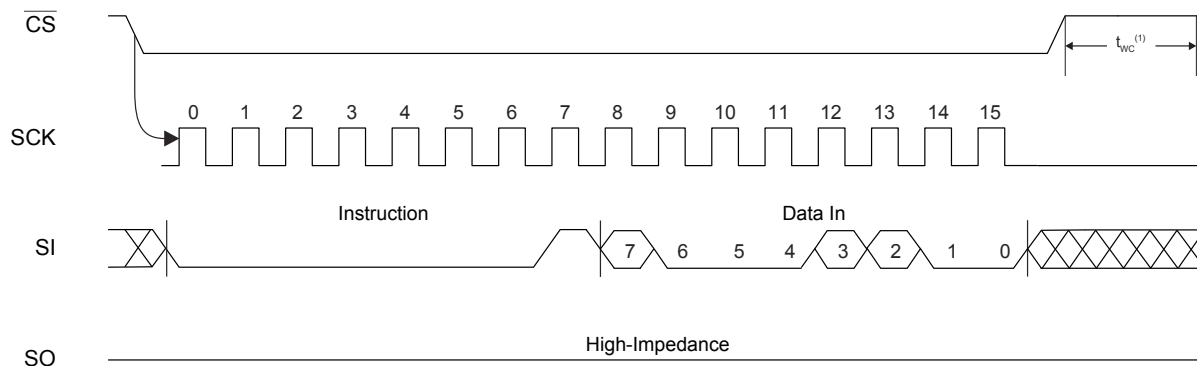 CS
t_WC^(1)
0 1 2 3 4 5 6 7 8 9 10 11 12 13 14 15
SCK
Instruction Data In
SI
7 6 5 4 3 2 1 0
High-Impedance
SO